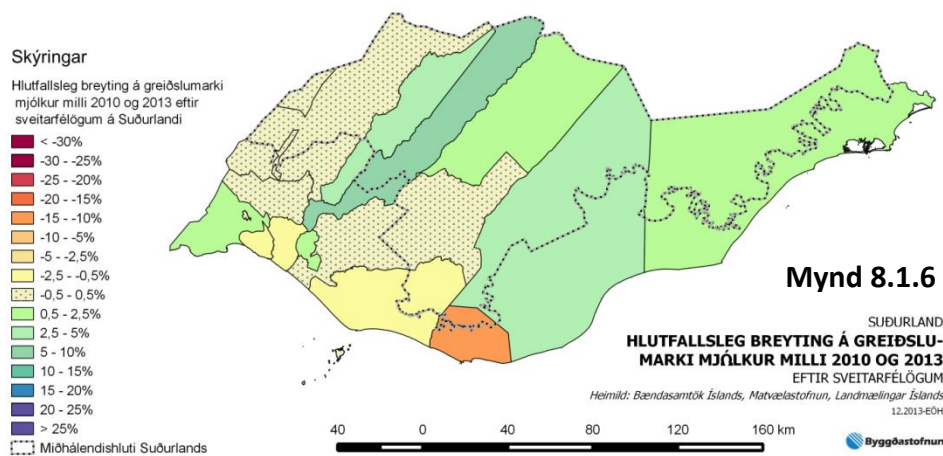 Skýringar
Hlutfallsleg breyting á greiðslumarki
mjólkur milli 2010 og 2013 eftir
sveitarfélögum á Suðurlandi
< -30%
-30 - -25%
-25 - -20%
-20 - -15%
-15 - -10%
-10 - -5%
-5 - -2,5%
-2,5 - -0,5%
-0,5 - 0,5%
0,5 - 2,5%
2,5 - 5%
5 - 10%
10 - 15%
15 - 20%
20 - 25%
> 25%
Miðhálendishluti Suðurlands
Mynd 8.1.6
SUÐURLAND
HLUTFALLSLEG BREYTING Á GREIÐSLU-
MARKI MJÓLKUR MILLI 2010 OG 2013
EFTIR SVEITARFÉLÖGUM
Heimild: Bændasamtök Íslands, Matvælastofnun, Landmælingar Íslands
12.2013-EÖH
40 0 40 80 120 160 km
Byggðastofnun